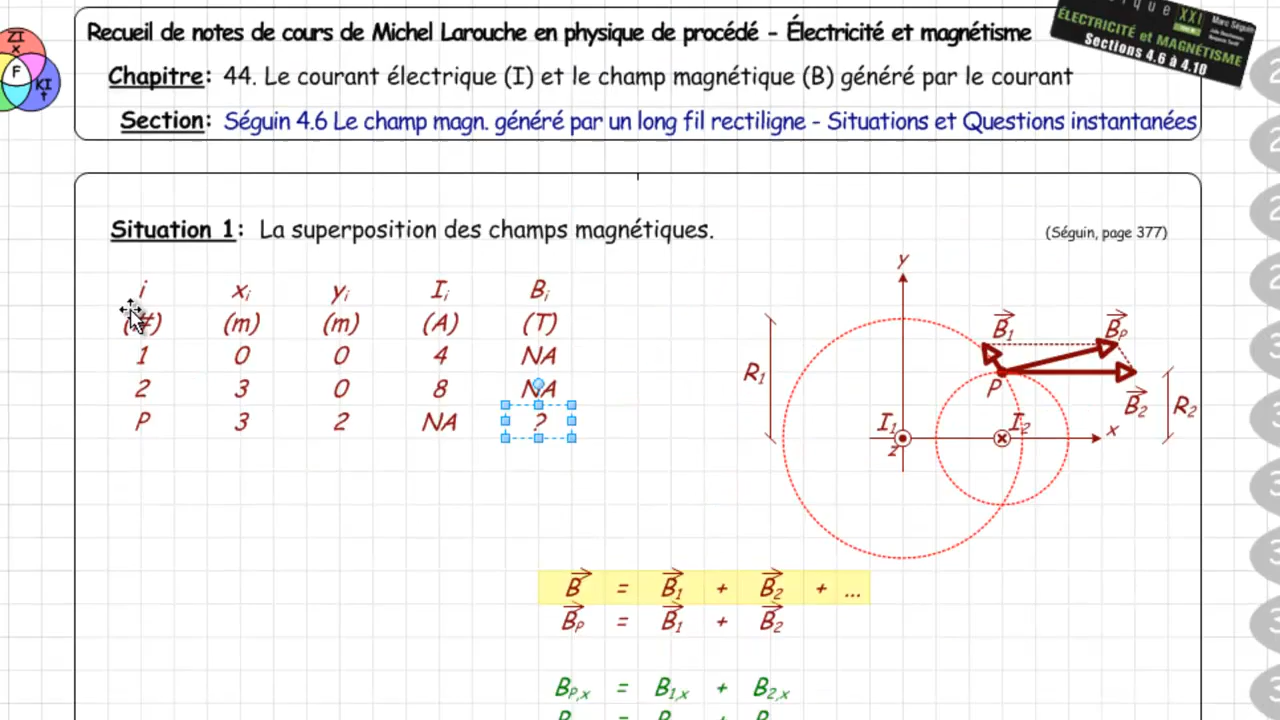 Recueil de notes de cours de Michel Larouche en physique de procédé - Électricité et magnétisme
Chapitre: 44. Le courant électrique (I) et le champ magnétique (B) généré par le courant
Section: Séguin 4.6 Le champ magn. généré par un long fil rectiligne - Situations et Questions instantanées
XXI
Marc Séguin
ÉLECTRICITÉ et MAGNÉTISME
Sections 4.6 à 4.10
ZI
x
F
KI
t
Situation 1: La superposition des champs magnétiques.
(Séguin, page 377)
i xi yi Ii Bi
(#) (m) (m) (A) (T)
1 0 0 4 NA
2 3 0 8 NA
P 3 2 NA ?
y
B1
BP
R1
P
B2
R2
I1
I2
x
z
B = B1 + B2 + ...
BP = B1 + B2
BP,x = B1,x + B2,x